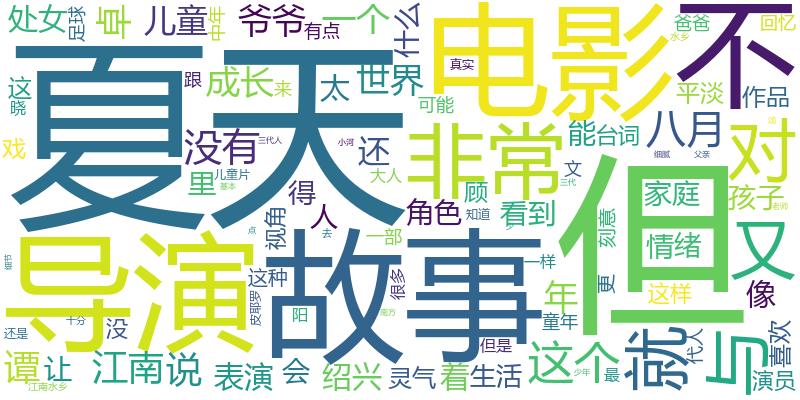 处女
足球
卓
儿童
中年
爷爷
有点
一个
什么
电影
不
爸爸
水乡
回忆
这
晓
夏天
成长
来
跟
太
世界
真实
可能
平淡
作品
戏
没有
三代人
小河
还
非常
能
台词
八月
对
细腻
父亲
里
儿童片
基本
得
大人
顾
文
但
家庭
孩子
三代
老师
视角
人
角色
知道
看到
刻意
情绪
又
导演
点
去
一部
故事
细节
这种
皮耶罗
很多
一样
更
这样
像
阳
南方
年
童年
还是
十分
没
但是
就
代人
与
喜欢
谭
让
江南
说
表演
会
绍兴
灵气
着
生活
这个
少年
最
演员
江南水乡